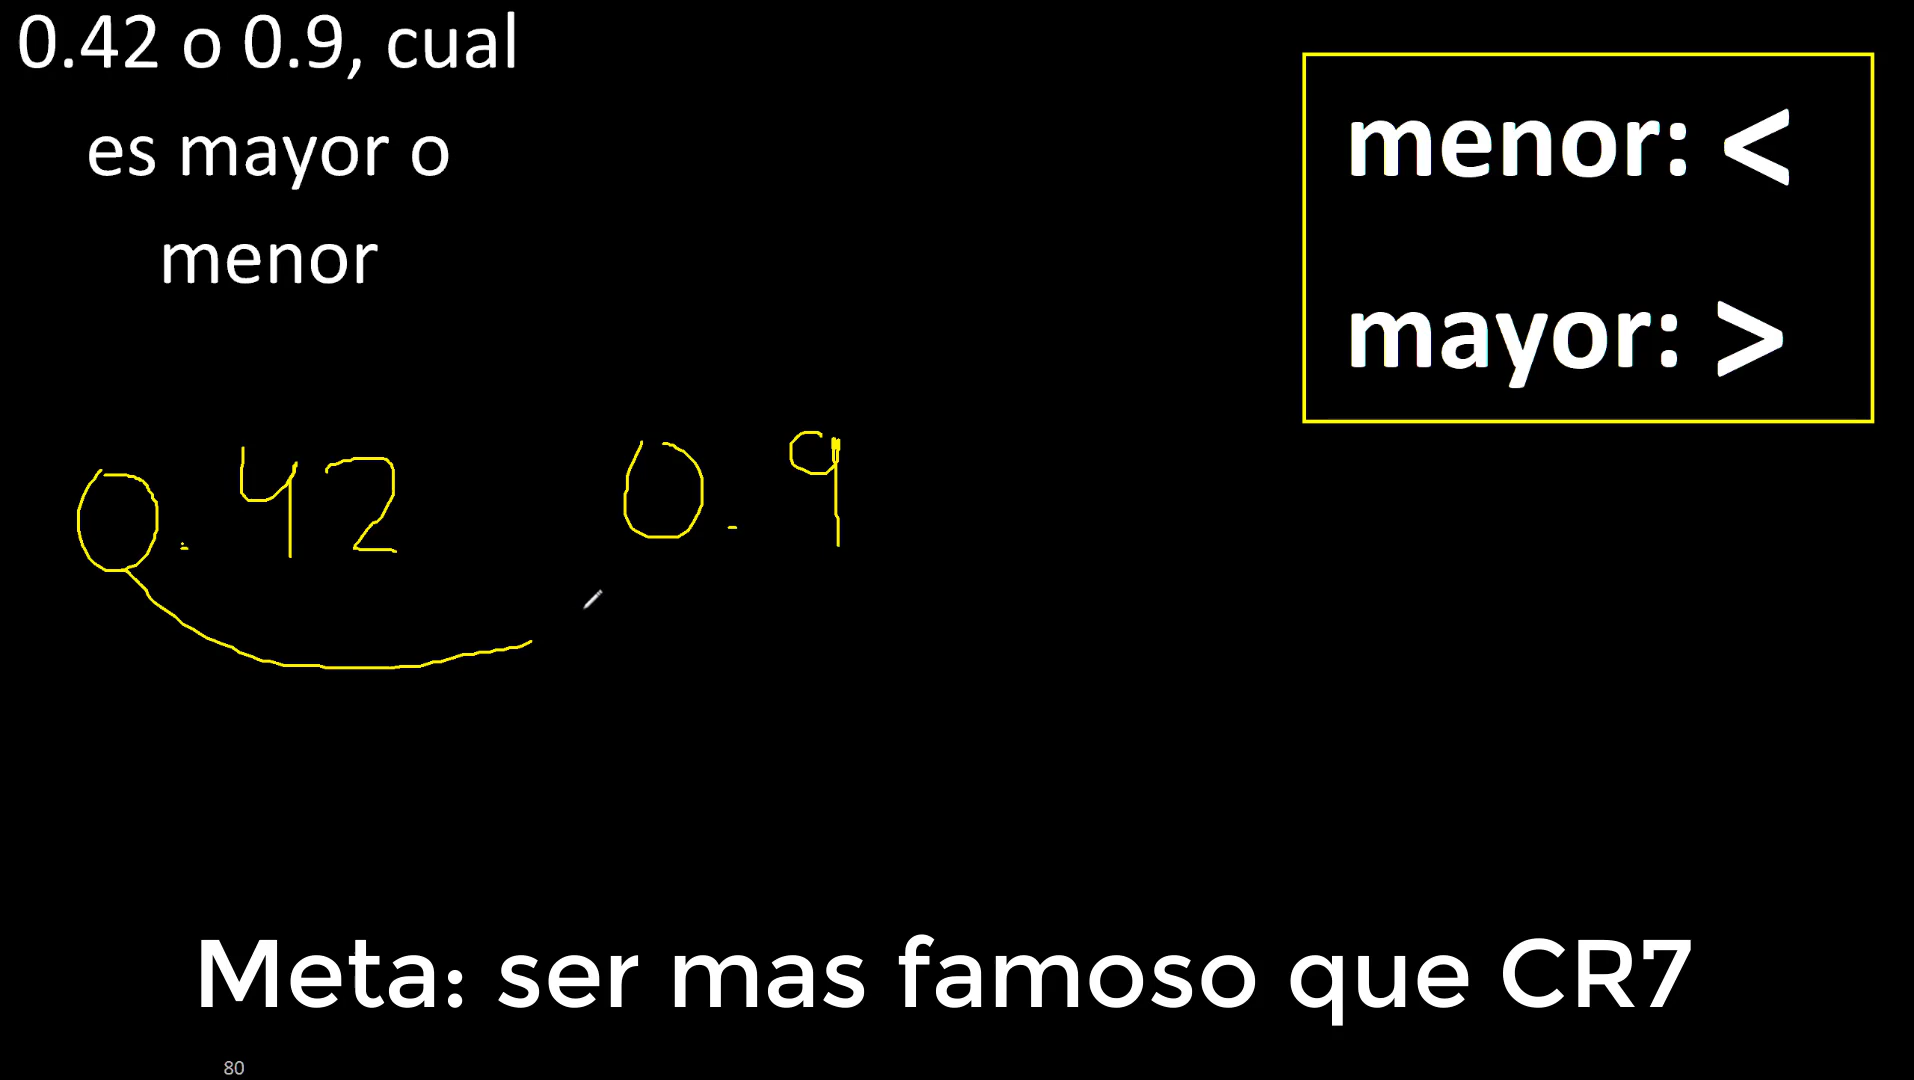 0.42 o 0.9, cual
es mayor o
menor
menor: <
mayor: >
0.42 0.9
Meta: ser mas famoso que CR7
80